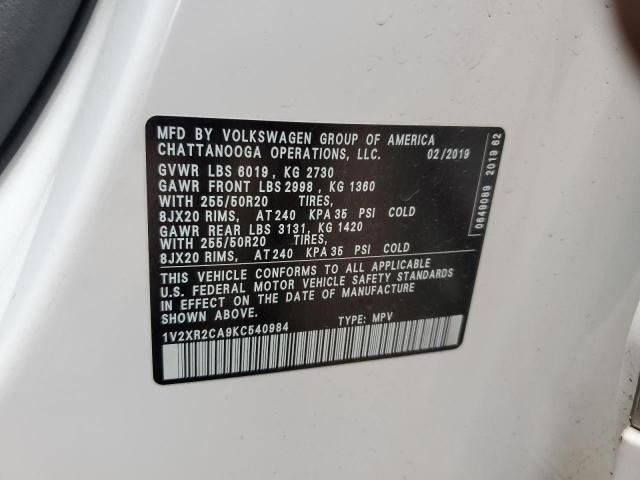 MFD BY VOLKSWAGEN GROUP OF AMERICA
CHATTANOOGA OPERATIONS, LLC. 02/2019
GVWR LBS 6019, KG 2730
GAWR FRONT LBS 2998, KG 1360
WITH 255/50R20 TIRES,
8JX20 RIMS, AT 240 KPA 35 PSI COLD
GAWR REAR LBS 3131, KG 1420
WITH 255/50R20 TIRES,
8JX20 RIMS, AT 240 KPA 35 PSI COLD
THIS VEHICLE CONFORMS TO ALL APPLICABLE
U.S. FEDERAL MOTOR VEHICLE SAFETY STANDARDS
IN EFFECT ON THE DATE OF MANUFACTURE
SHOWN ABOVE.
1V2XR2CA9KC540984 TYPE: MPV
0649089 2019 62